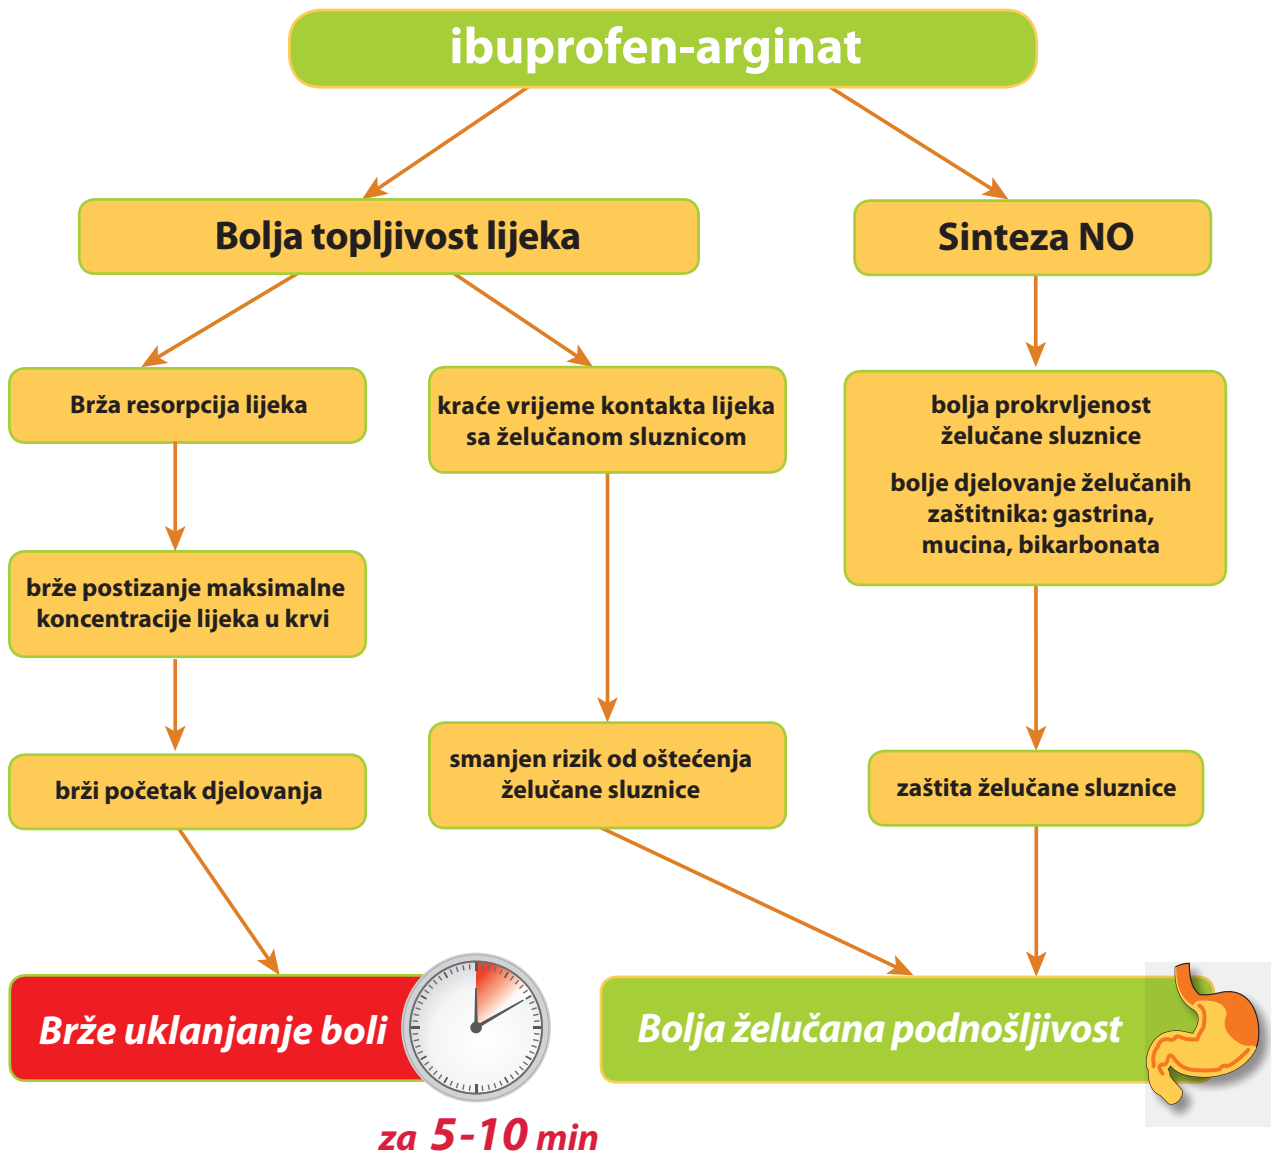 ibuprofen-arginat
Bolja topljivost lijeka
Sinteza NO
Brža resorpcija lijeka
kraće vrijeme kontakta lijeka
sa želučanom sluznicom
bolja prokrvljenost
želučane sluznice
bolje djelovanje želučanih
zaštitnika: gastrina,
mucina, bikarbonata
brže postizanje maksimalne
koncentracije lijeka u krvi
smanjen rizik od oštećenja
želučane sluznice
brži početak djelovanja
zaštita želučane sluznice
Brže uklanjanje boli
Bolja želučana podnošljivost
za 5-10 min